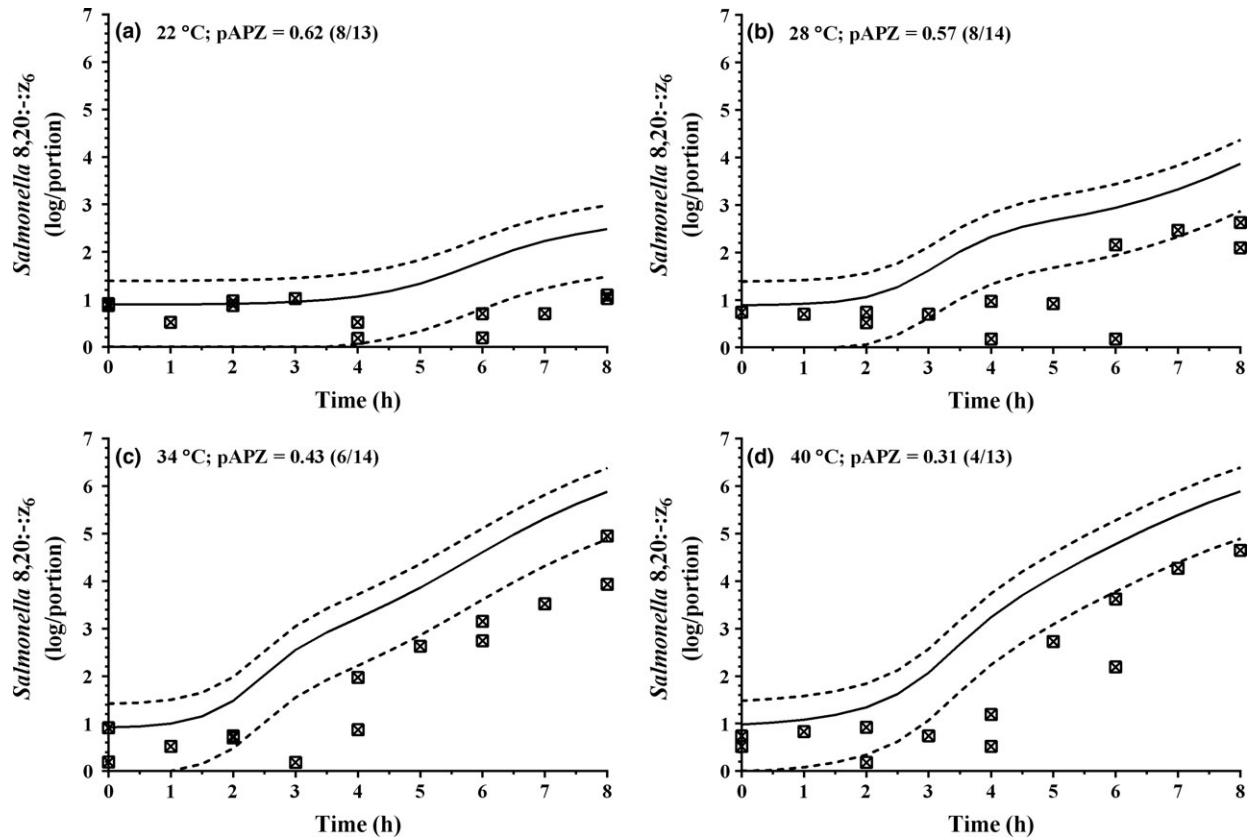 (a) 22 °C; pAPZ = 0.62 (8/13)
Salmonella 8,20:-:z6
(log/portion)
7
6
5
4
3
2
1
0
0 1 2 3 4 5 6 7 8
Time (h)
(b) 28 °C; pAPZ = 0.57 (8/14)
Salmonella 8,20:-:z6
(log/portion)
7
6
5
4
3
2
1
0
0 1 2 3 4 5 6 7 8
Time (h)
(c) 34 °C; pAPZ = 0.43 (6/14)
Salmonella 8,20:-:z6
(log/portion)
7
6
5
4
3
2
1
0
0 1 2 3 4 5 6 7 8
Time (h)
(d) 40 °C; pAPZ = 0.31 (4/13)
Salmonella 8,20:-:z6
(log/portion)
7
6
5
4
3
2
1
0
0 1 2 3 4 5 6 7 8
Time (h)